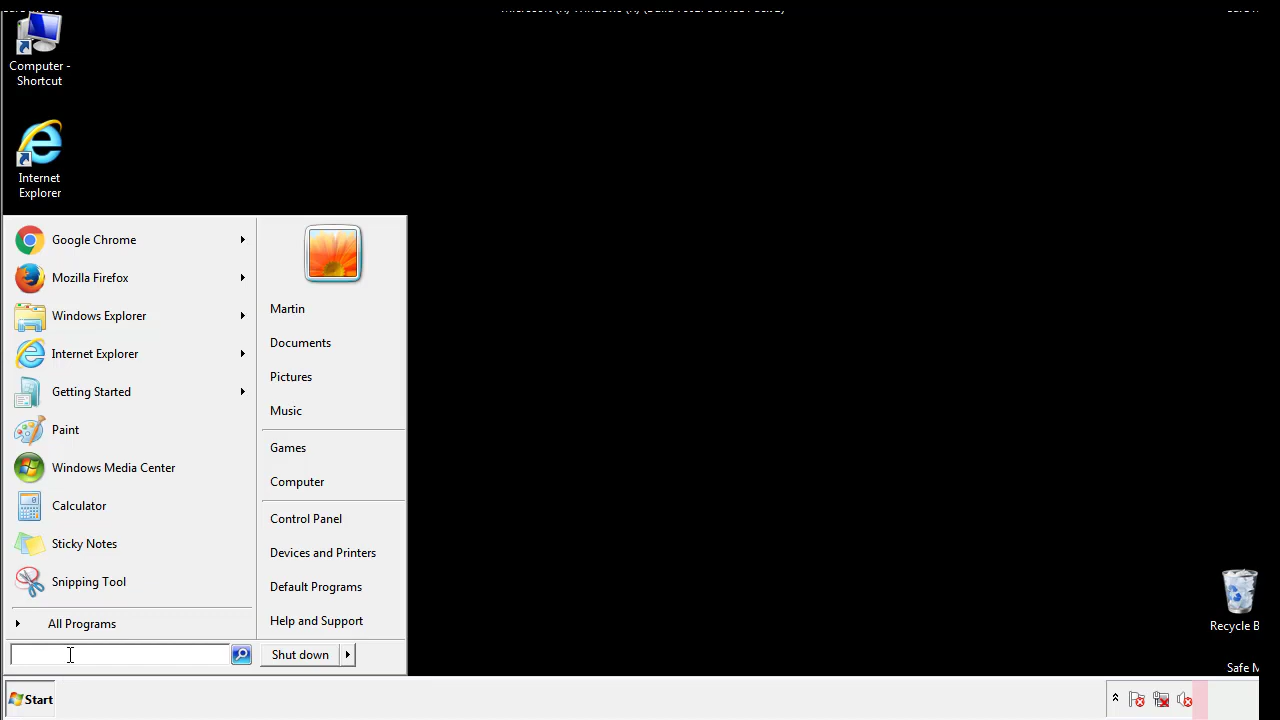 Computer -
Shortcut
Internet
Explorer
Google Chrome
Mozilla Firefox
Windows Explorer
Internet Explorer
Getting Started
Paint
Windows Media Center
Calculator
Sticky Notes
Snipping Tool
All Programs
Martin
Documents
Pictures
Music
Games
Computer
Control Panel
Devices and Printers
Default Programs
Help and Support
Shut down
Recycle B
Safe M
Start